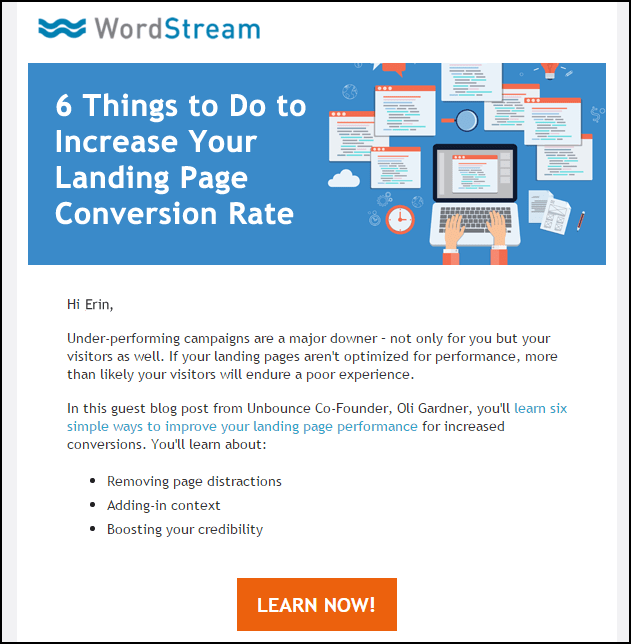 WordStream
6 Things to Do to
Increase Your
Landing Page
Conversion Rate
Hi Erin,
Under-performing campaigns are a major downer – not only for you but your
visitors as well. If your landing pages aren't optimized for performance, more
than likely your visitors will endure a poor experience.
In this guest blog post from Unbounce Co-Founder, Oli Gardner, you'll learn six
simple ways to improve your landing page performance for increased
conversions. You'll learn about:
• Removing page distractions
• Adding-in context
• Boosting your credibility
LEARN NOW!